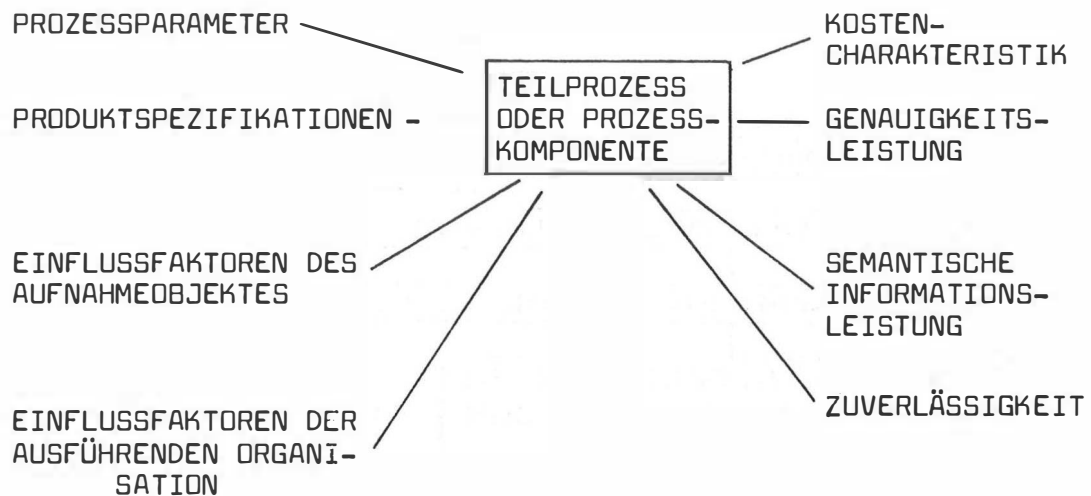 PROZESSPARAMETER
PRODUKTSPEZIFIKATIONEN
EINFLUSSFAKTOREN DES
AUFNAHMEOBJEKTES
EINFLUSSFAKTOREN DER
AUSFÜHRENDEN ORGANI-
SATION
TEILPROZESS
ODER PROZESS-
KOMPONENTE
KOSTEN-
CHARAKTERISTIK
GENAUIGKEITS-
LEISTUNG
SEMANTISCHE
INFORMATIONS-
LEISTUNG
ZUVERLÄSSIGKEIT